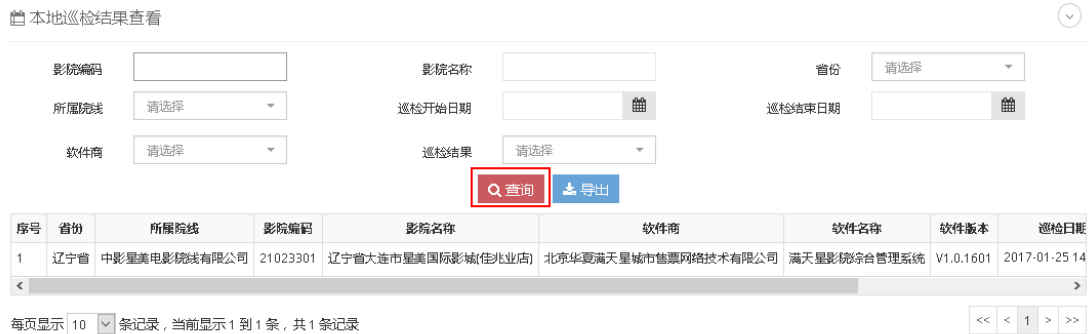 本地巡检结果查看
影院编码 影院名称 省份 请选择
所属院线 请选择 巡检开始日期 巡检结束日期
软件商 请选择 巡检结果 请选择
查询 导出
序号 省份 所属院线 影院编码 影院名称 软件商 软件名称 软件版本 巡检日期
1 辽宁省 中影星美电影院线有限公司 21023301 辽宁省大连市星美国际影城(佳兆业店) 北京华夏满天星城市售票网络技术有限公司 满天星影院综合管理系统 V1.0.1601 2017-01-25 14
每页显示 10 条记录，当前显示 1 到 1 条，共 1 条记录 << < 1 > >>